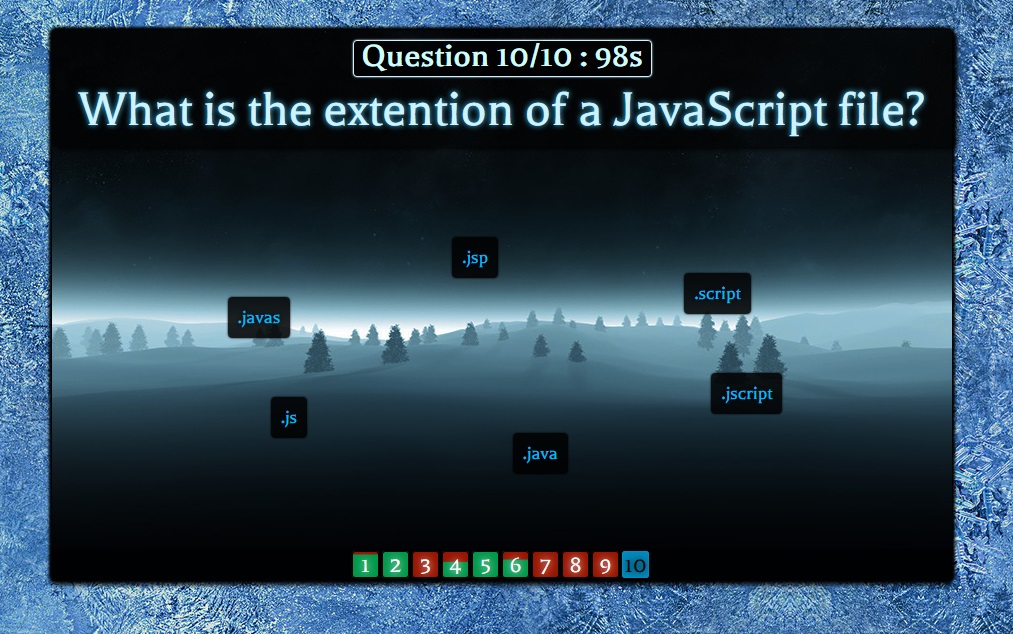 Question 10/10 : 98s
What is the extention of a JavaScript file?
.jsp
.script
.javas
.jscript
.js
.java
1 2 3 4 5 6 7 8 9 10